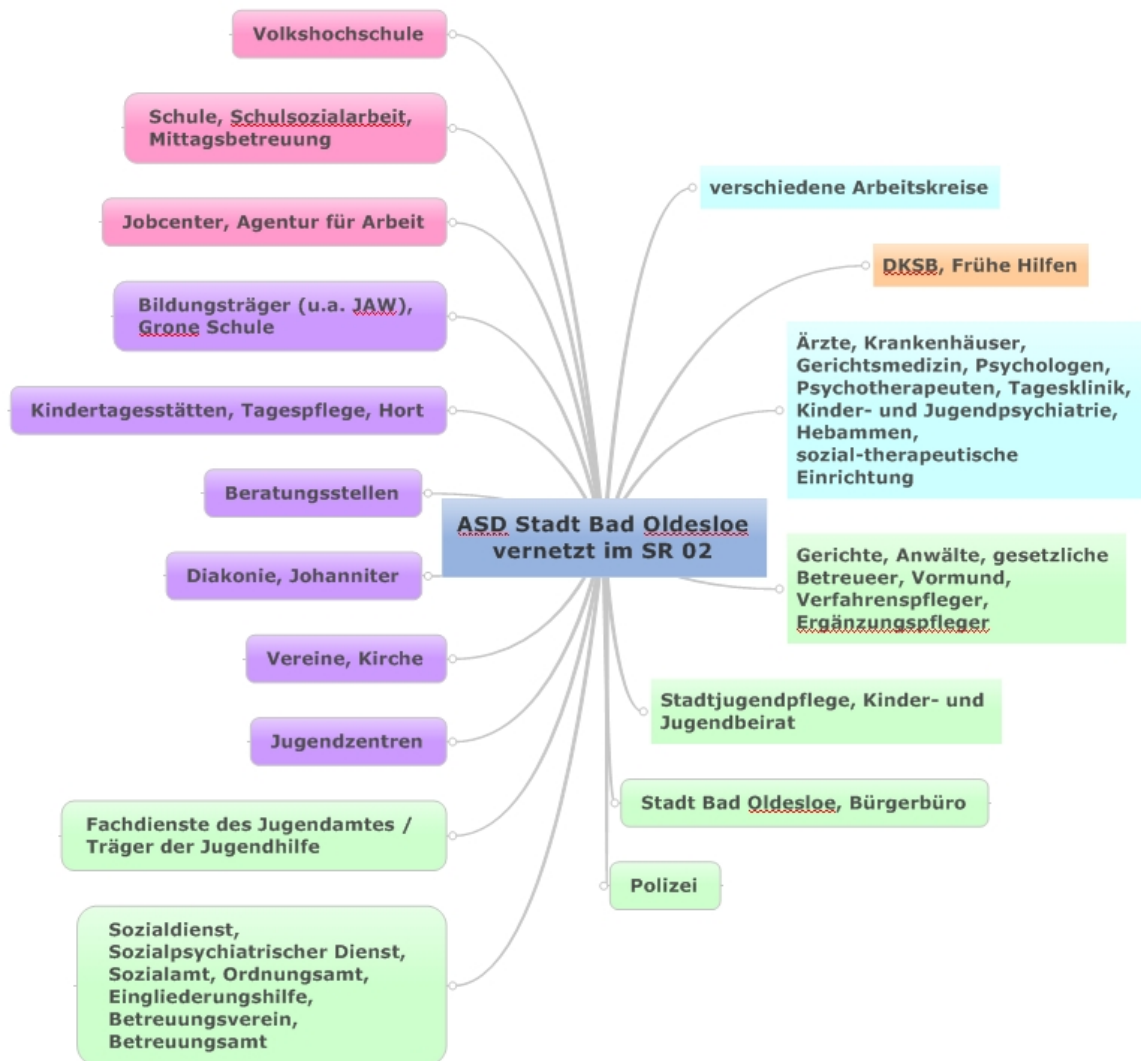 Volkshochschule
Schule, Schulsozialarbeit,
Mittagsbetreuung
Jobcenter, Agentur für Arbeit
Bildungsträger (u.a. JAW),
Grone Schule
Kindertagesstätten, Tagespflege, Hort
Beratungsstellen
Diakonie, Johanniter
Vereine, Kirche
Jugendzentren
Fachdienste des Jugendamtes /
Träger der Jugendhilfe
Sozialdienst,
Sozialpsychiatrischer Dienst,
Sozialamt, Ordnungsamt,
Eingliederungshilfe,
Betreuungsverein,
Betreuungsamt
ASD Stadt Bad Oldesloe
vernetzt im SR 02
verschiedene Arbeitskreise
DKSB, Frühe Hilfen
Ärzte, Krankenhäuser,
Gerichtsmedizin, Psychologen,
Psychotherapeuten, Tagesklinik,
Kinder- und Jugendpsychiatrie,
Hebammen,
sozial-therapeutische
Einrichtung
Gerichte, Anwälte, gesetzliche
Betreueer, Vormund,
Verfahrenspfleger,
Ergänzungspfleger
Stadtjugendpflege, Kinder- und
Jugendbeirat
Stadt Bad Oldesloe, Bürgerbüro
Polizei